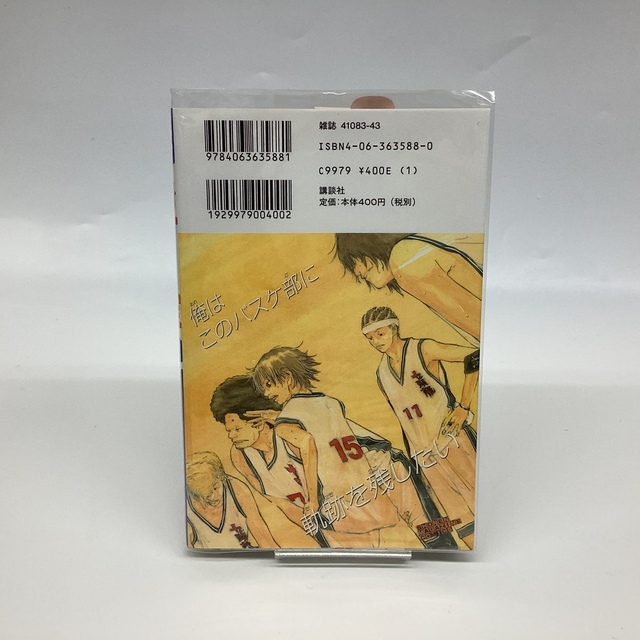 雑誌 41083-43
ISBN4-06-363588-0
9784063635881
C9979 ¥400E (1)
講談社
定価:本体400円 (税別)
1929979004002
俺は
このバスケ部に
15
11
7
軌跡を残したい